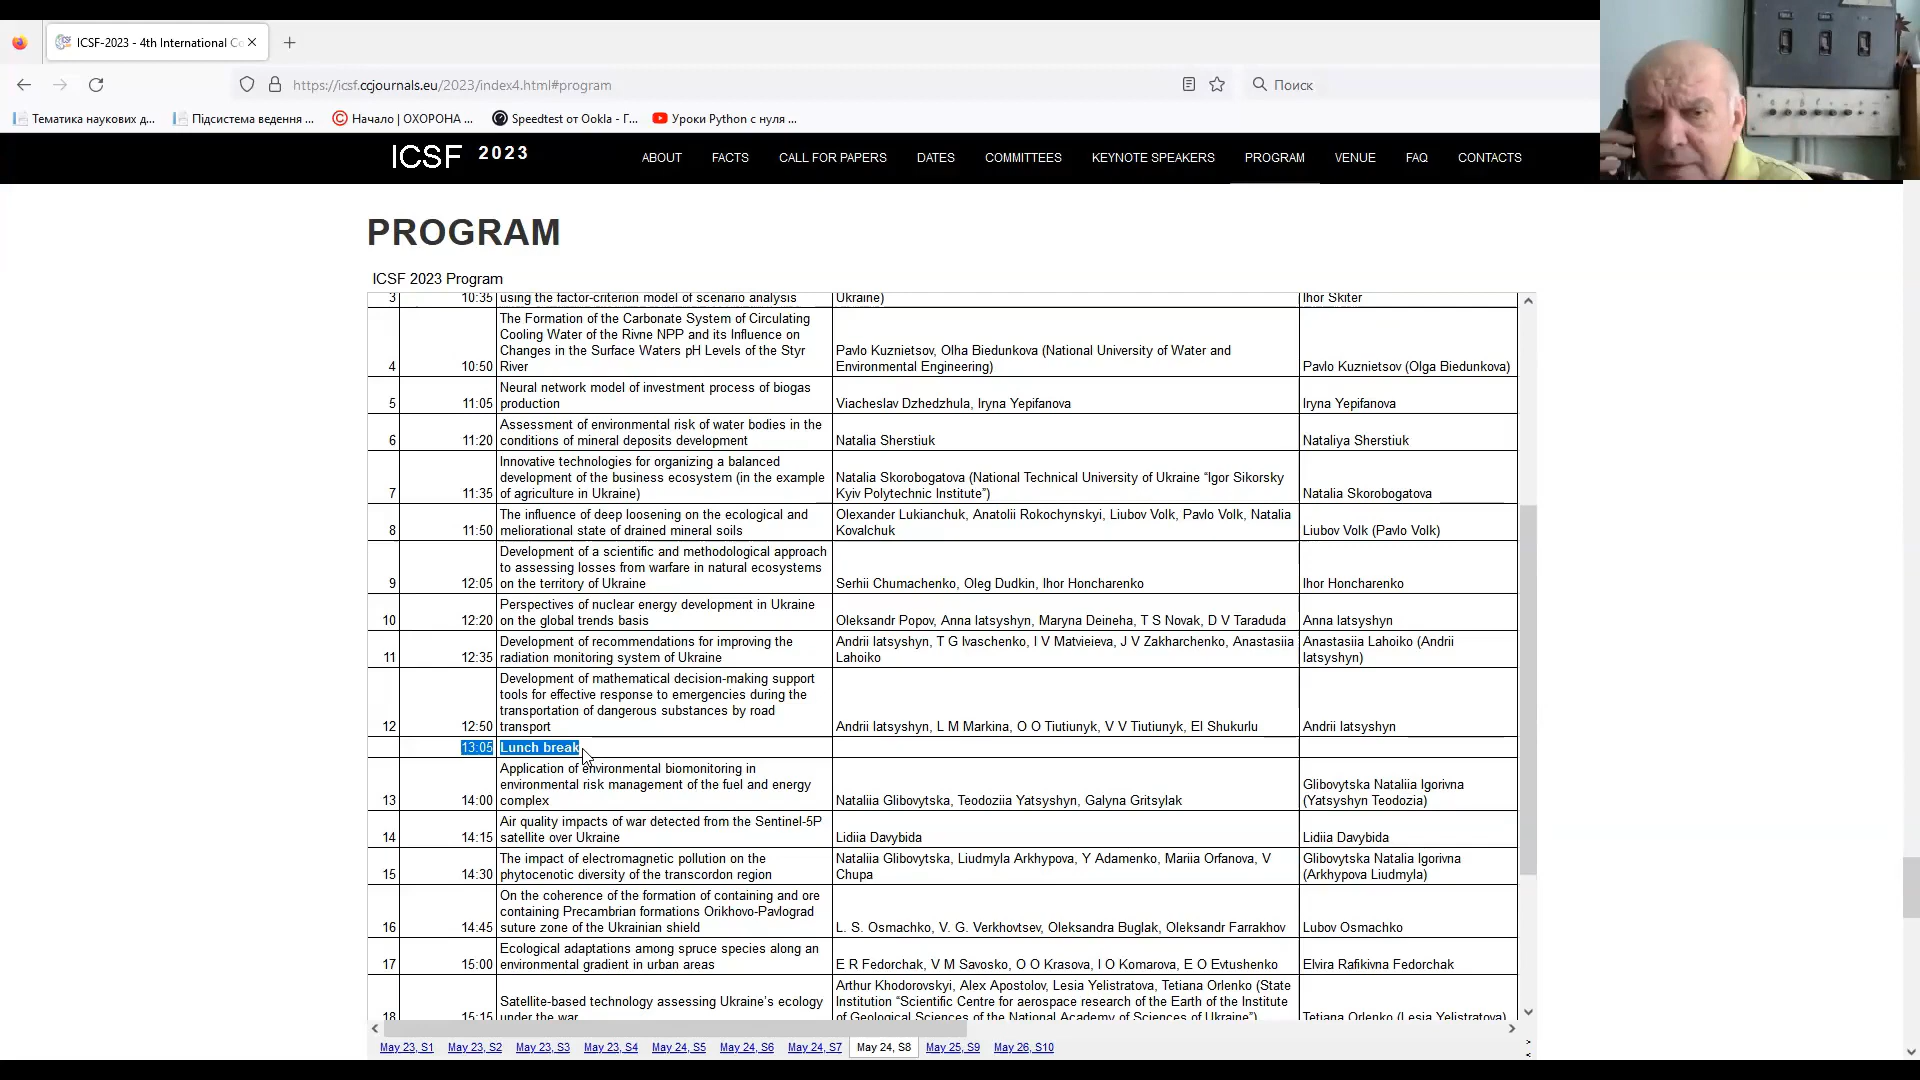 ICSF-2023 - 4th International Co
https://icsf.ccjournals.eu/2023/index4.html#program
Поиск
Тематика наукових д...
Підсистема ведення ...
Начало | ОХОРОНА ...
Speedtest от Ookla - Г...
Уроки Python с нуля ...
ICSF 2023
ABOUT
FACTS
CALL FOR PAPERS
DATES
COMMITTEES
KEYNOTE SPEAKERS
PROGRAM
VENUE
FAQ
CONTACTS
PROGRAM
ICSF 2023 Program
3 10:35 using the factor-criterion model of scenario analysis Ukraine) Ihor Skiter
The Formation of the Carbonate System of Circulating
Cooling Water of the Rivne NPP and its Influence on
Changes in the Surface Waters pH Levels of the Styr Pavlo Kuznietsov, Olha Biedunkova (National University of Water and
4 10:50 River Environmental Engineering) Pavlo Kuznietsov (Olga Biedunkova)
Neural network model of investment process of biogas
5 11:05 production Viacheslav Dzhedzhula, Iryna Yepifanova Iryna Yepifanova
Assessment of environmental risk of water bodies in the
6 11:20 conditions of mineral deposits development Natalia Sherstiuk Nataliya Sherstiuk
Innovative technologies for organizing a balanced
development of the business ecosystem (in the example Natalia Skorobogatova (National Technical University of Ukraine “Igor Sikorsky
7 11:35 of agriculture in Ukraine) Kyiv Polytechnic Institute”) Natalia Skorobogatova
The influence of deep loosening on the ecological and Olexander Lukianchuk, Anatolii Rokochynskyi, Liubov Volk, Pavlo Volk, Natalia
8 11:50 meliorational state of drained mineral soils Kovalchuk Liubov Volk (Pavlo Volk)
Development of a scientific and methodological approach
to assessing losses from warfare in natural ecosystems
9 12:05 on the territory of Ukraine Serhii Chumachenko, Oleg Dudkin, Ihor Honcharenko Ihor Honcharenko
Perspectives of nuclear energy development in Ukraine
10 12:20 on the global trends basis Oleksandr Popov, Anna Iatsyshyn, Maryna Deineha, T S Novak, D V Taraduda Anna Iatsyshyn
Development of recommendations for improving the Andrii Iatsyshyn, T G Ivaschenko, I V Matvieieva, J V Zakharchenko, Anastasiia Anastasiia Lahoiko (Andrii
11 12:35 radiation monitoring system of Ukraine Lahoiko Iatsyshyn)
Development of mathematical decision-making support
tools for effective response to emergencies during the
transportation of dangerous substances by road
12 12:50 transport Andrii Iatsyshyn, L M Markina, O O Tiutiunyk, V V Tiutiunyk, El Shukurlu Andrii Iatsyshyn
13:05 Lunch break
Application of environmental biomonitoring in
environmental risk management of the fuel and energy Glibovytska Nataliia Igorivna
13 14:00 complex Nataliia Glibovytska, Teodoziia Yatsyshyn, Galyna Gritsylak (Yatsyshyn Teodozia)
Air quality impacts of war detected from the Sentinel-5P
14 14:15 satellite over Ukraine Lidiia Davybida Lidiia Davybida
The impact of electromagnetic pollution on the Nataliia Glibovytska, Liudmyla Arkhypova, Y Adamenko, Mariia Orfanova, V Glibovytska Natalia Igorivna
15 14:30 phytocenotic diversity of the transcordon region Chupa (Arkhypova Liudmyla)
On the coherence of the formation of containing and ore
containing Precambrian formations Orikhovo-Pavlograd
16 14:45 suture zone of the Ukrainian shield L. S. Osmachko, V. G. Verkhovtsev, Oleksandra Buglak, Oleksandr Farrakhov Lubov Osmachko
Ecological adaptations among spruce species along an
17 15:00 environmental gradient in urban areas E R Fedorchak, V M Savosko, O O Krasova, I O Komarova, E O Evtushenko Elvira Rafikivna Fedorchak
Arthur Khodorovskyi, Alex Apostolov, Lesia Yelistratova, Tetiana Orlenko (State
Satellite-based technology assessing Ukraine’s ecology Institution “Scientific Centre for aerospace research of the Earth of the Institute
18 15:15 under the war of Geological Sciences of the National Academy of Sciences of Ukraine”) Tetiana Orlenko (Lesia Yelistratova)
May 23, S1
May 23, S2
May 23, S3
May 23, S4
May 24, S5
May 24, S6
May 24, S7
May 24, S8
May 25, S9
May 26, S10